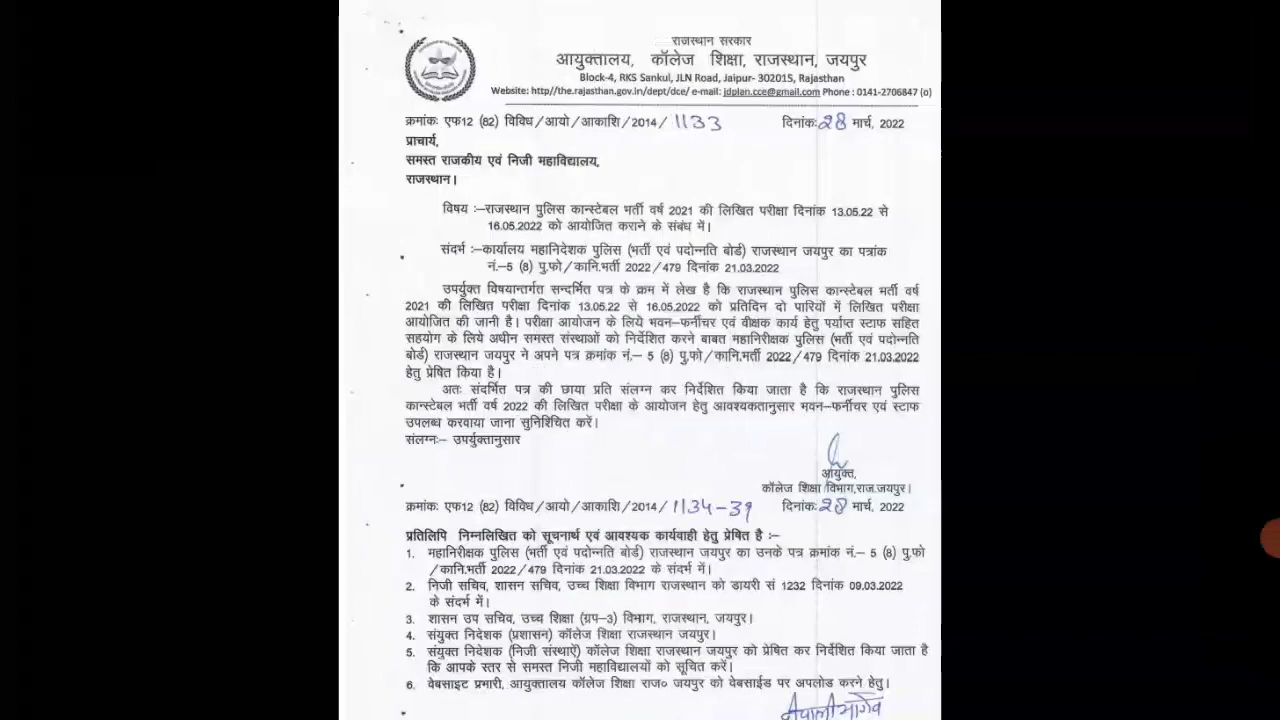 राजस्थान सरकार
आयुक्तालय, कॉलेज शिक्षा, राजस्थान, जयपुर
Block-4, RKS Sankul, JLN Road, Jaipur- 302015, Rajasthan
Website: http//the.rajasthan.gov.in/dept/dce/ e-mail: jdplan.cce@gmail.com Phone : 0141-2706847 (o)
क्रमांकः एफ12 (82) विविध/आयो/आकाशि/2014/ 1133 दिनांकः 28 मार्च, 2022
प्राचार्य,
समस्त राजकीय एवं निजी महाविद्यालय,
राजस्थान।
विषय :–राजस्थान पुलिस कान्स्टेबल भर्ती वर्ष 2021 की लिखित परीक्षा दिनांक 13.05.22 से
16.05.2022 को आयोजित कराने के संबंध में।
संदर्भ :–कार्यालय महानिदेशक पुलिस (भर्ती एवं पदोन्नति बोर्ड) राजस्थान जयपुर का पत्रांक
नं.–5 (8) पु.फो/कानि.भर्ती 2022/479 दिनांक 21.03.2022
उपर्युक्त विषयान्तर्गत सन्दर्भित पत्र के क्रम में लेख है कि राजस्थान पुलिस कान्स्टेबल भर्ती वर्ष
2021 की लिखित परीक्षा दिनांक 13.05.22 से 16.05.2022 को प्रतिदिन दो पारियों में लिखित परीक्षा
आयोजित की जानी है। परीक्षा आयोजन के लिये भवन–फर्नीचर एवं वीक्षक कार्य हेतु पर्याप्त स्टाफ सहित
सहयोग के लिये अधीन समस्त संस्थाओं को निर्देशित करने बाबत महानिरीक्षक पुलिस (भर्ती एवं पदोन्नति
बोर्ड) राजस्थान जयपुर ने अपने पत्र क्रमांक नं.– 5 (8) पु.फो/कानि.भर्ती 2022/479 दिनांक 21.03.2022
हेतु प्रेषित किया है।
अतः संदर्भित पत्र की छाया प्रति संलग्न कर निर्देशित किया जाता है कि राजस्थान पुलिस
कान्स्टेबल भर्ती वर्ष 2022 की लिखित परीक्षा के आयोजन हेतु आवश्यकतानुसार भवन–फर्नीचर एवं स्टाफ
उपलब्ध करवाया जाना सुनिश्चित करें।
संलग्नः– उपर्युक्तानुसार
आयुक्त,
कॉलेज शिक्षा विभाग,राज.जयपुर।
क्रमांकः एफ12 (82) विविध/आयो/आकाशि/2014/ 1134-39 दिनांकः 28 मार्च, 2022
प्रतिलिपि निम्नलिखित को सूचनार्थ एवं आवश्यक कार्यवाही हेतु प्रेषित है :–
1. महानिरीक्षक पुलिस (भर्ती एवं पदोन्नति बोर्ड) राजस्थान जयपुर का उनके पत्र क्रमांक नं.– 5 (8) पु.फो
/कानि.भर्ती 2022/479 दिनांक 21.03.2022 के संदर्भ में।
2. निजी सचिव, शासन सचिव, उच्च शिक्षा विभाग राजस्थान को डायरी सं 1232 दिनांक 09.03.2022
के संदर्भ में।
3. शासन उप सचिव, उच्च शिक्षा (ग्रप–3) विभाग, राजस्थान, जयपुर।
4. संयुक्त निदेशक (प्रशासन) कॉलेज शिक्षा राजस्थान जयपुर।
5. संयुक्त निदेशक (निजी संस्थाऐं) कॉलेज शिक्षा राजस्थान जयपुर को प्रेषित कर निर्देशित किया जाता है
कि आपके स्तर से समस्त निजी महाविद्यालयों को सूचित करें।
6. वेबसाइट प्रभारी, आयुक्तालय कॉलेज शिक्षा राज० जयपुर को वेबसाईड पर अपलोड करने हेतु।